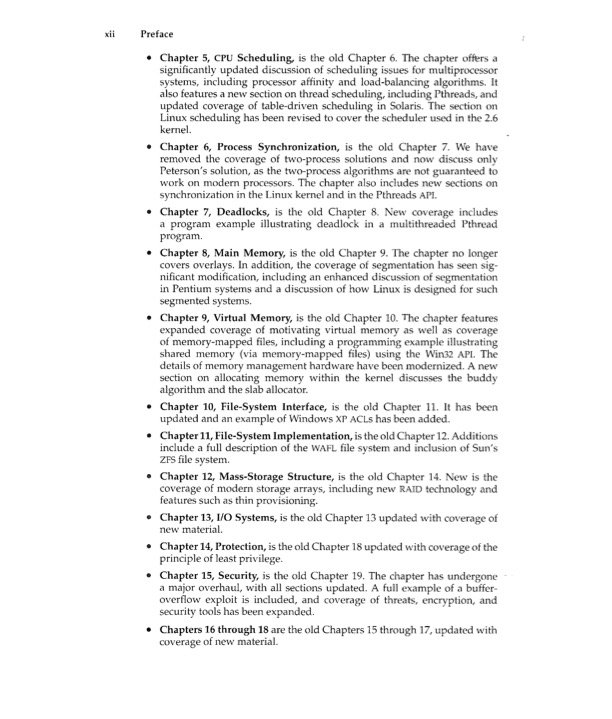 xii Preface
• Chapter 5, CPU Scheduling, is the old Chapter 6. The chapter offers a
significantly updated discussion of scheduling issues for multiprocessor
systems, including processor affinity and load-balancing algorithms. It
also features a new section on thread scheduling, including Pthreads, and
updated coverage of table-driven scheduling in Solaris. The section on
Linux scheduling has been revised to cover the scheduler used in the 2.6
kernel.
• Chapter 6, Process Synchronization, is the old Chapter 7. We have
removed the coverage of two-process solutions and now discuss only
Peterson's solution, as the two-process algorithms are not guaranteed to
work on modern processors. The chapter also includes new sections on
synchronization in the Linux kernel and in the Pthreads API.
• Chapter 7, Deadlocks, is the old Chapter 8. New coverage includes
a program example illustrating deadlock in a multithreaded Pthread
program.
• Chapter 8, Main Memory, is the old Chapter 9. The chapter no longer
covers overlays. In addition, the coverage of segmentation has seen sig-
nificant modification, including an enhanced discussion of segmentation
in Pentium systems and a discussion of how Linux is designed for such
segmented systems.
• Chapter 9, Virtual Memory, is the old Chapter 10. The chapter features
expanded coverage of motivating virtual memory as well as coverage
of memory-mapped files, including a programming example illustrating
shared memory (via memory-mapped files) using the Win32 API. The
details of memory management hardware have been modernized. A new
section on allocating memory within the kernel discusses the buddy
algorithm and the slab allocator.
• Chapter 10, File-System Interface, is the old Chapter 11. It has been
updated and an example of Windows XP ACLs has been added.
• Chapter 11, File-System Implementation, is the old Chapter 12. Additions
include a full description of the WAFL file system and inclusion of Sun's
ZFS file system.
• Chapter 12, Mass-Storage Structure, is the old Chapter 14. New is the
coverage of modern storage arrays, including new RAID technology and
features such as thin provisioning.
• Chapter 13, I/O Systems, is the old Chapter 13 updated with coverage of
new material.
• Chapter 14, Protection, is the old Chapter 18 updated with coverage of the
principle of least privilege.
• Chapter 15, Security, is the old Chapter 19. The chapter has undergone
a major overhaul, with all sections updated. A full example of a buffer-
overflow exploit is included, and coverage of threats, encryption, and
security tools has been expanded.
• Chapters 16 through 18 are the old Chapters 15 through 17, updated with
coverage of new material.